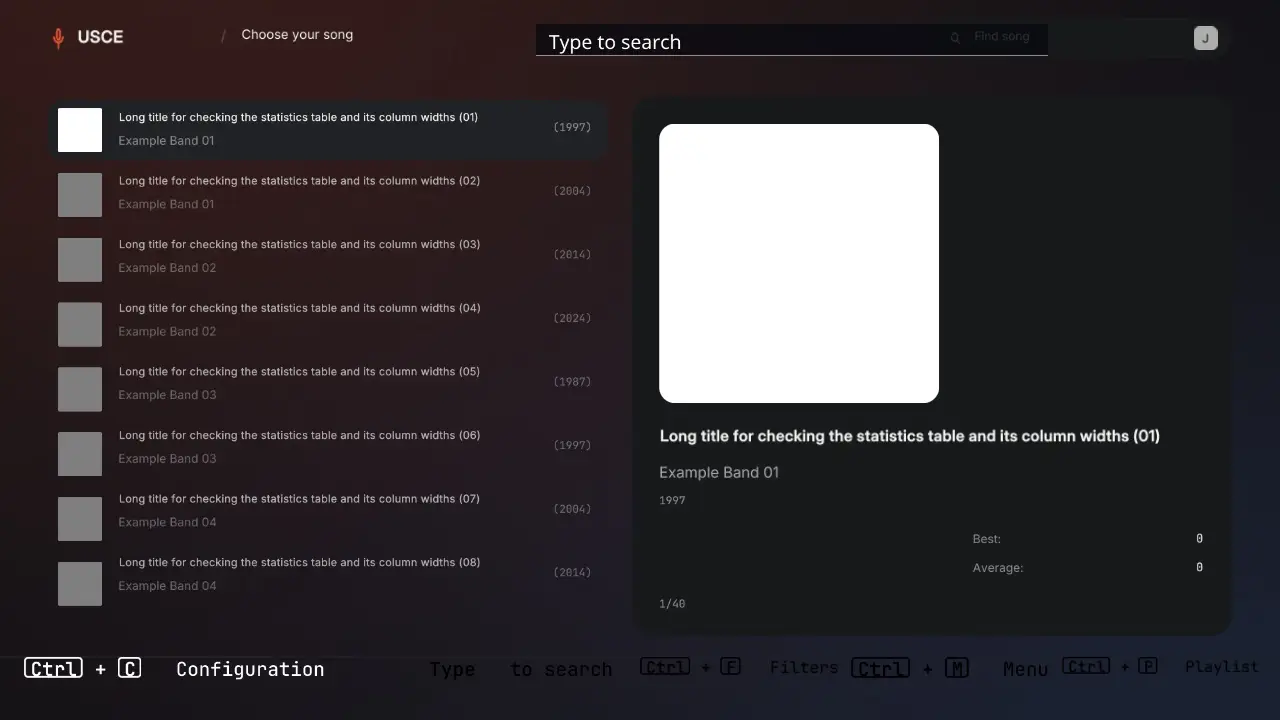 USCE / Choose your song
Type to search
Find song
J
Long title for checking the statistics table and its column widths (01)
Example Band 01
(1997)
Long title for checking the statistics table and its column widths (02)
Example Band 01
(2004)
Long title for checking the statistics table and its column widths (03)
Example Band 02
(2014)
Long title for checking the statistics table and its column widths (04)
Example Band 02
(2024)
Long title for checking the statistics table and its column widths (05)
Example Band 03
(1987)
Long title for checking the statistics table and its column widths (06)
Example Band 03
(1997)
Long title for checking the statistics table and its column widths (07)
Example Band 04
(2004)
Long title for checking the statistics table and its column widths (08)
Example Band 04
(2014)
Long title for checking the statistics table and its column widths (01)
Example Band 01
1997
Best: 0
Average: 0
1/40
Ctrl + C Configuration Type to search Ctrl + F Filters Ctrl + M Menu Ctrl + P Playlist